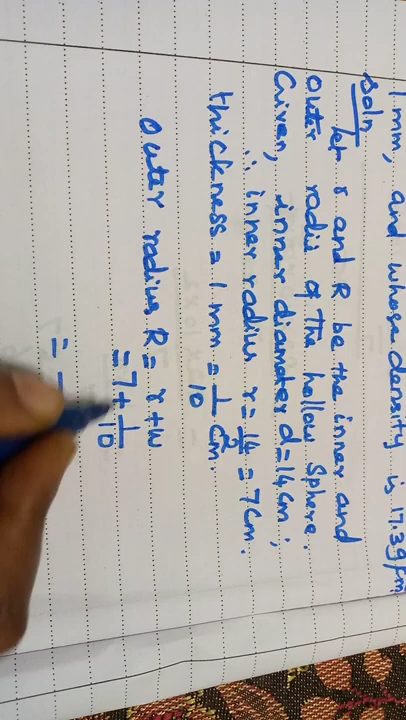 1 mm, and whose density is 17.3 g/cm
Soln
Let r and R be the inner and
outer radii of the hollow sphere.
Given, inner diameter d = 14 cm ;
∴ inner radius r = 14/2 = 7 cm.
thickness = 1 mm = 1/10 cm.
Outer radius R = r + w
= 7 + 1/10
=